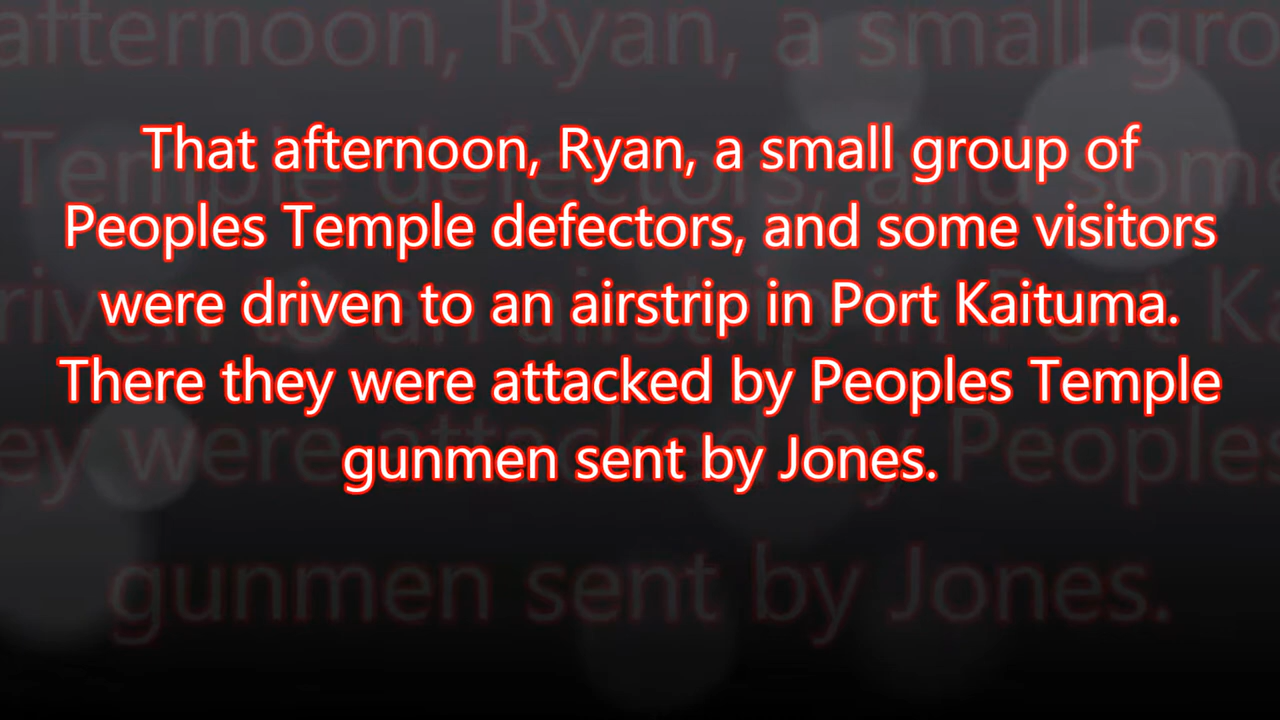 That afternoon, Ryan, a small group of
Peoples Temple defectors, and some visitors
were driven to an airstrip in Port Kaituma.
There they were attacked by Peoples Temple
gunmen sent by Jones.